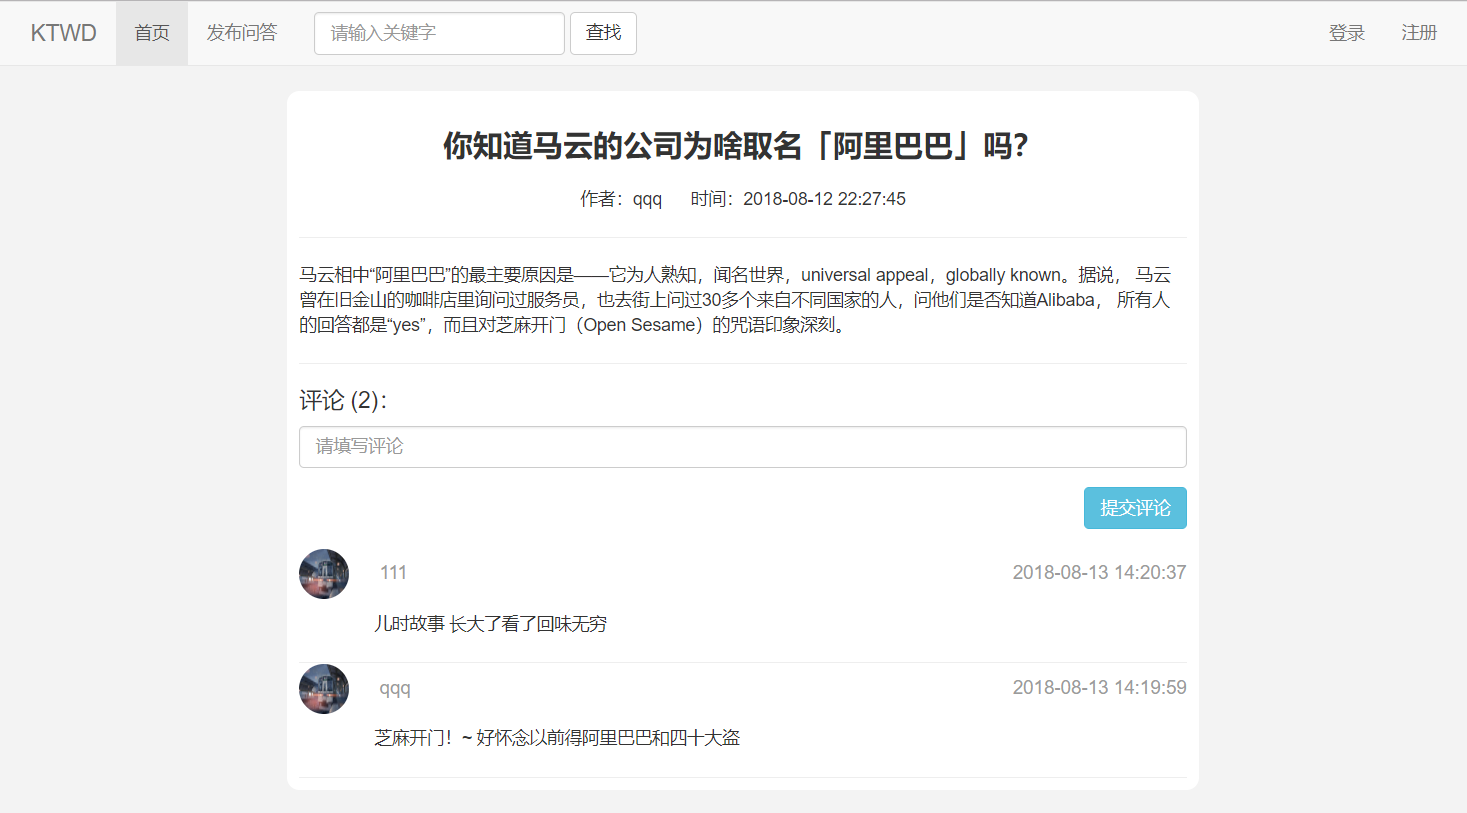 KTWD 首页 发布问答 请输入关键字 查找 登录 注册
你知道马云的公司为啥取名「阿里巴巴」吗？
作者：qqq 时间：2018-08-12 22:27:45
马云相中“阿里巴巴”的最主要原因是——它为人熟知，闻名世界，universal appeal，globally known。据说， 马云
曾在旧金山的咖啡店里询问过服务员，也去街上问过30多个来自不同国家的人，问他们是否知道Alibaba， 所有人
的回答都是“yes”，而且对芝麻开门（Open Sesame）的咒语印象深刻。
评论 (2)：
请填写评论
提交评论
111 2018-08-13 14:20:37
儿时故事 长大了看了回味无穷
qqq 2018-08-13 14:19:59
芝麻开门！~ 好怀念以前得阿里巴巴和四十大盗